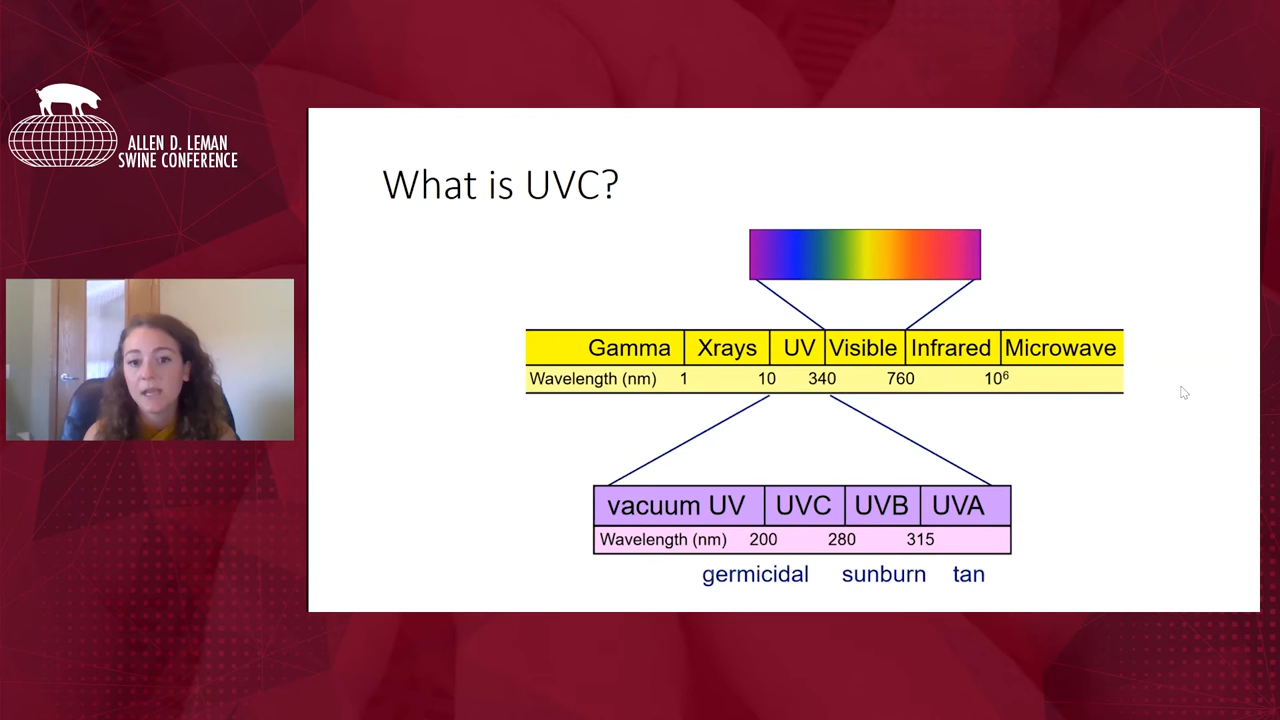 ALLEN D. LEMAN
SWINE CONFERENCE
What is UVC?
Gamma Xrays UV Visible Infrared Microwave
Wavelength (nm) 1 10 340 760 10⁶
vacuum UV UVC UVB UVA
Wavelength (nm) 200 280 315
germicidal sunburn tan